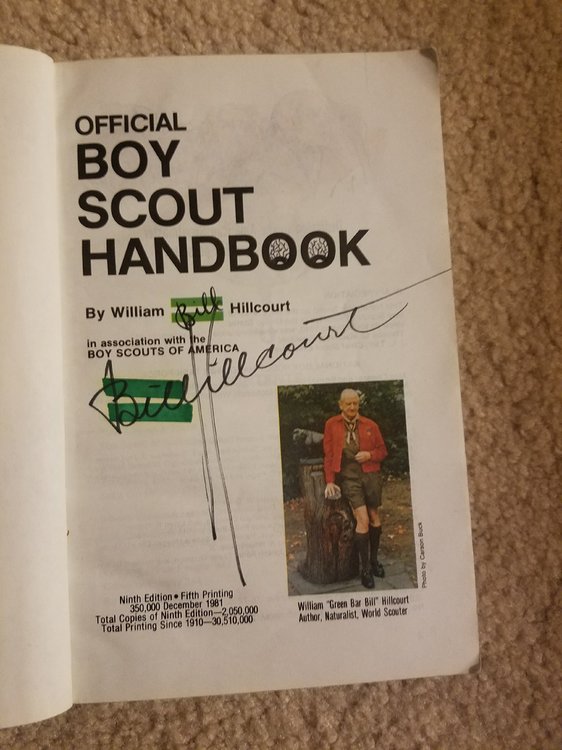 OFFICIAL
BOY
SCOUT
HANDBOOK
By William Bill Hillcourt
in association with the
BOY SCOUTS OF AMERICA
Bill Hillcourt
Photo by Carson Buck
Ninth Edition • Fifth Printing
350,000 December 1981
Total Copies of Ninth Edition—2,050,000
Total Printing Since 1910—30,510,000
William "Green Bar Bill" Hillcourt
Author, Naturalist, World Scouter